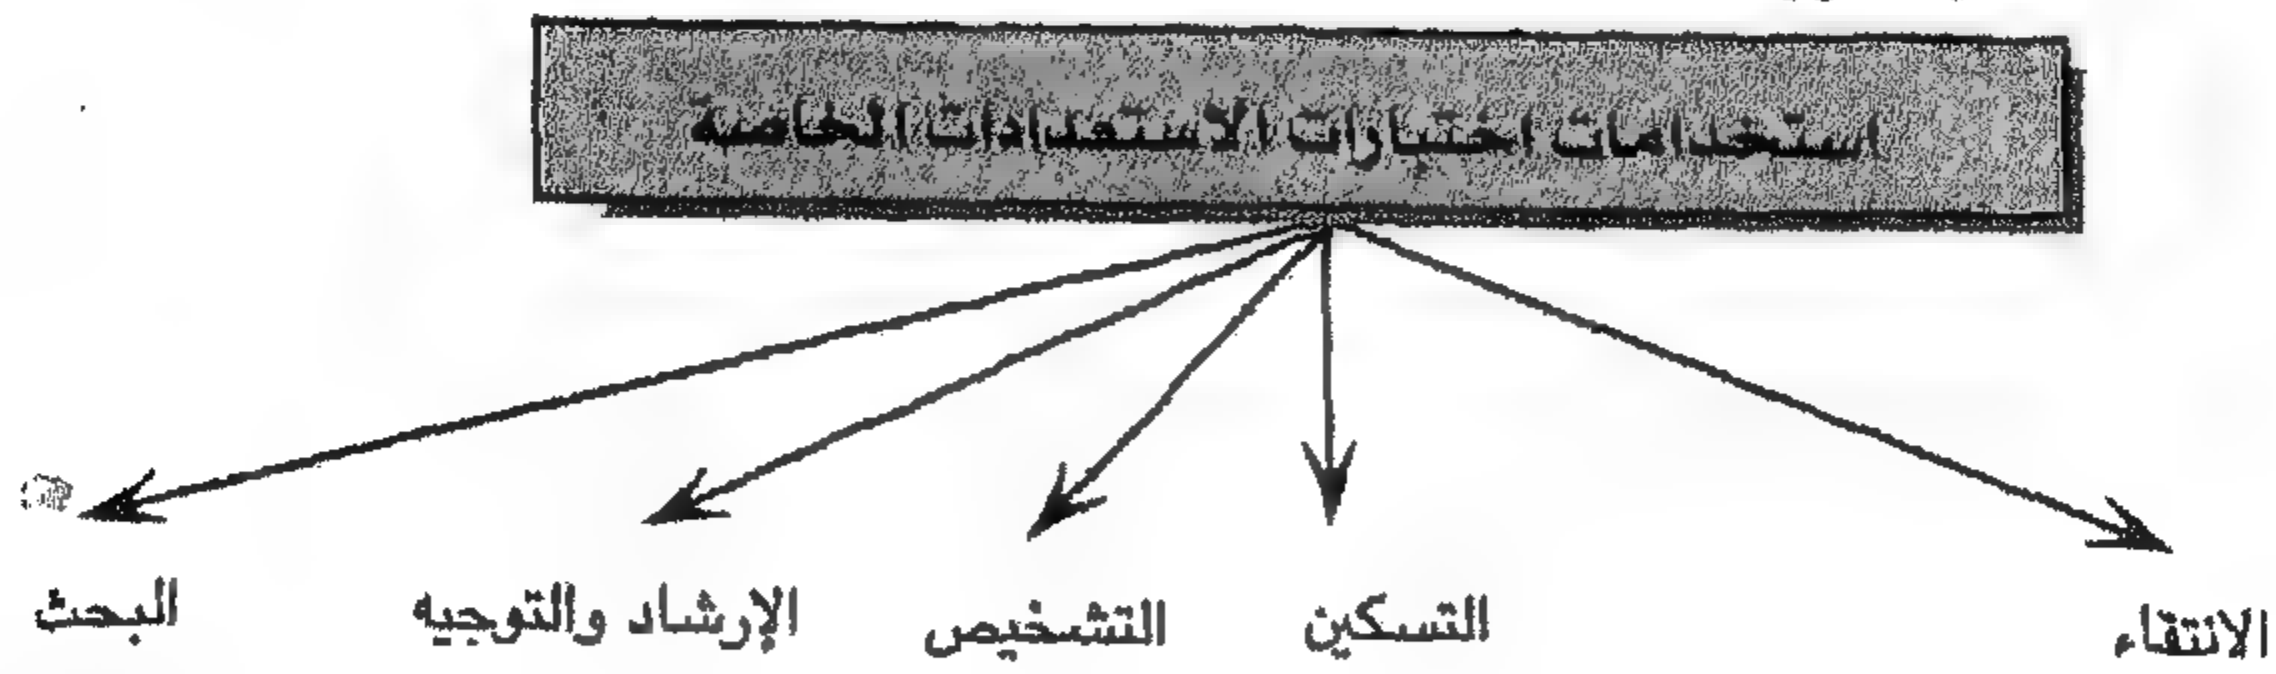 استخدامات اختبارات الاستعدادات الخاصة
الانتقاء
التسكين
التشخيص
الإرشاد والتوجيه
البحث